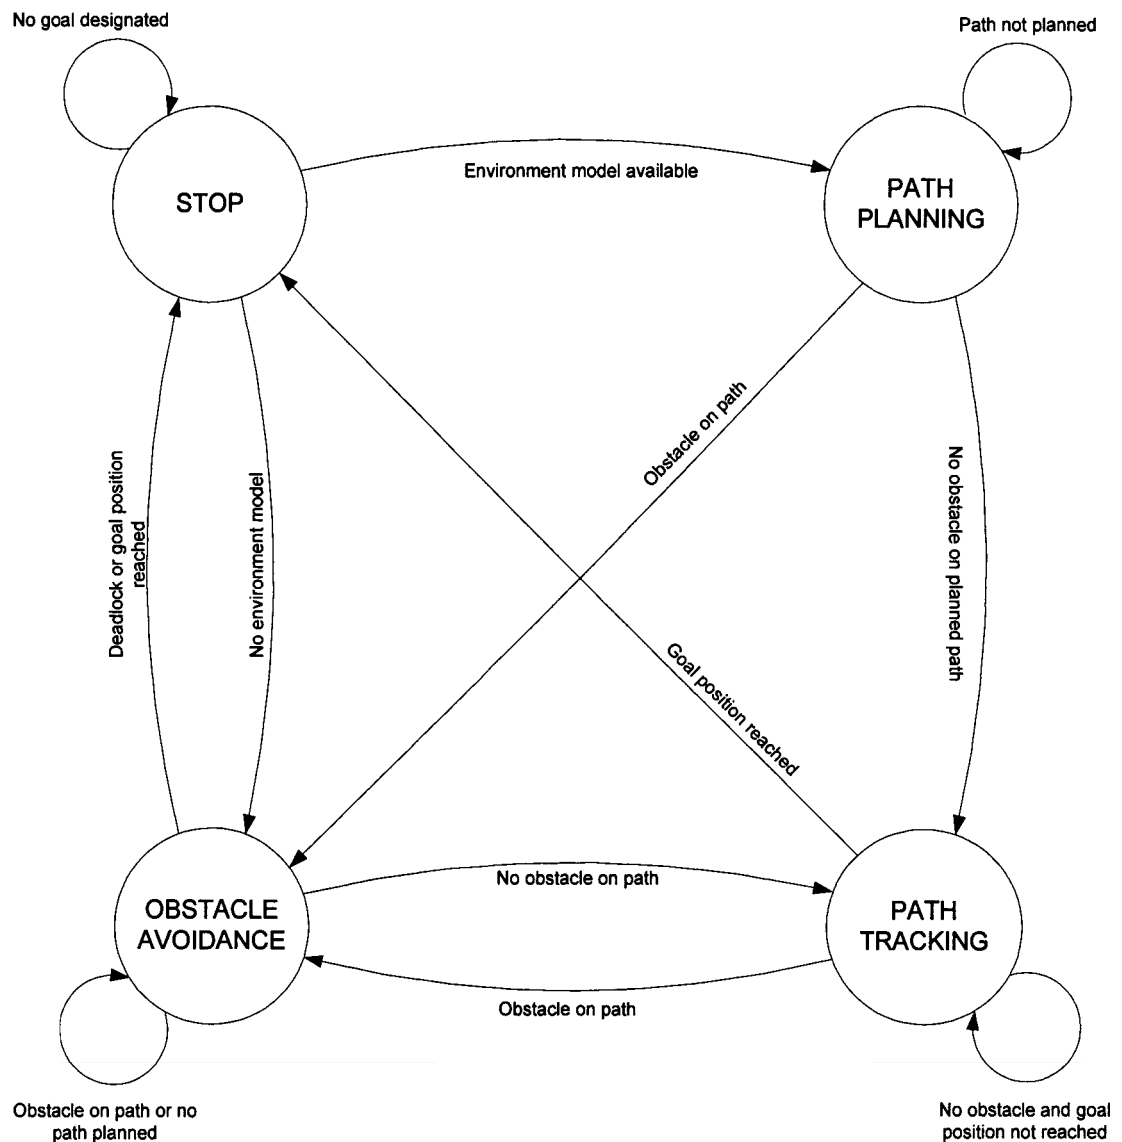 No goal designated
Path not planned
Environment model available
STOP
PATH
PLANNING
Obstacle on path
Deadlock or goal position
reached
No environment model
No obstacle on planned path
Goal position reached
No obstacle on path
OBSTACLE
AVOIDANCE
PATH
TRACKING
Obstacle on path
Obstacle on path or no
path planned
No obstacle and goal
position not reached